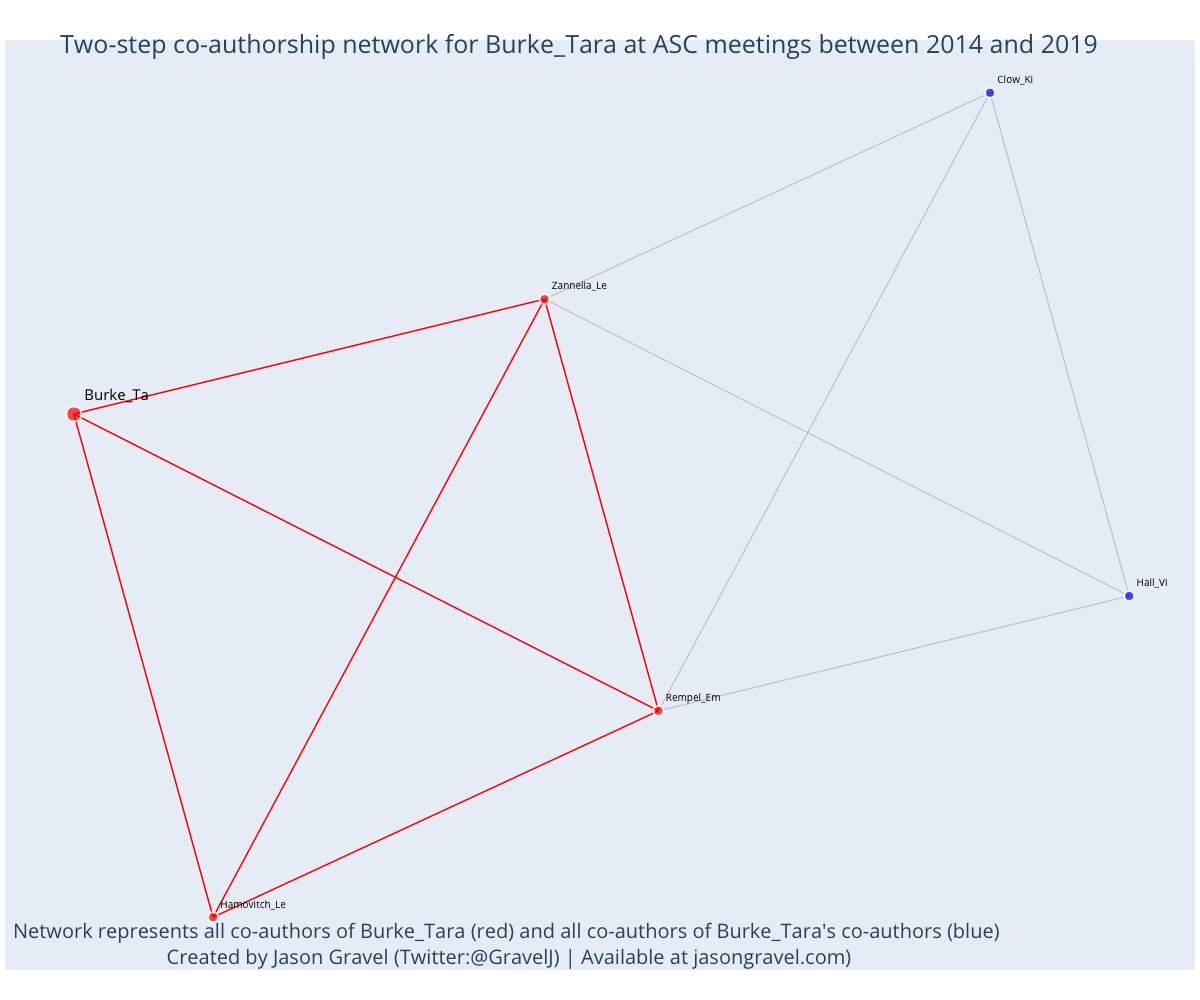 Two-step co-authorship network for Burke_Tara at ASC meetings between 2014 and 2019
Clow_Ki
Zannella_Le
Burke_Ta
Hall_Vi
Rempel_Em
Hamovitch_Le
Network represents all co-authors of Burke_Tara (red) and all co-authors of Burke_Tara's co-authors (blue)
Created by Jason Gravel (Twitter:@GravelJ) | Available at jasongravel.com)